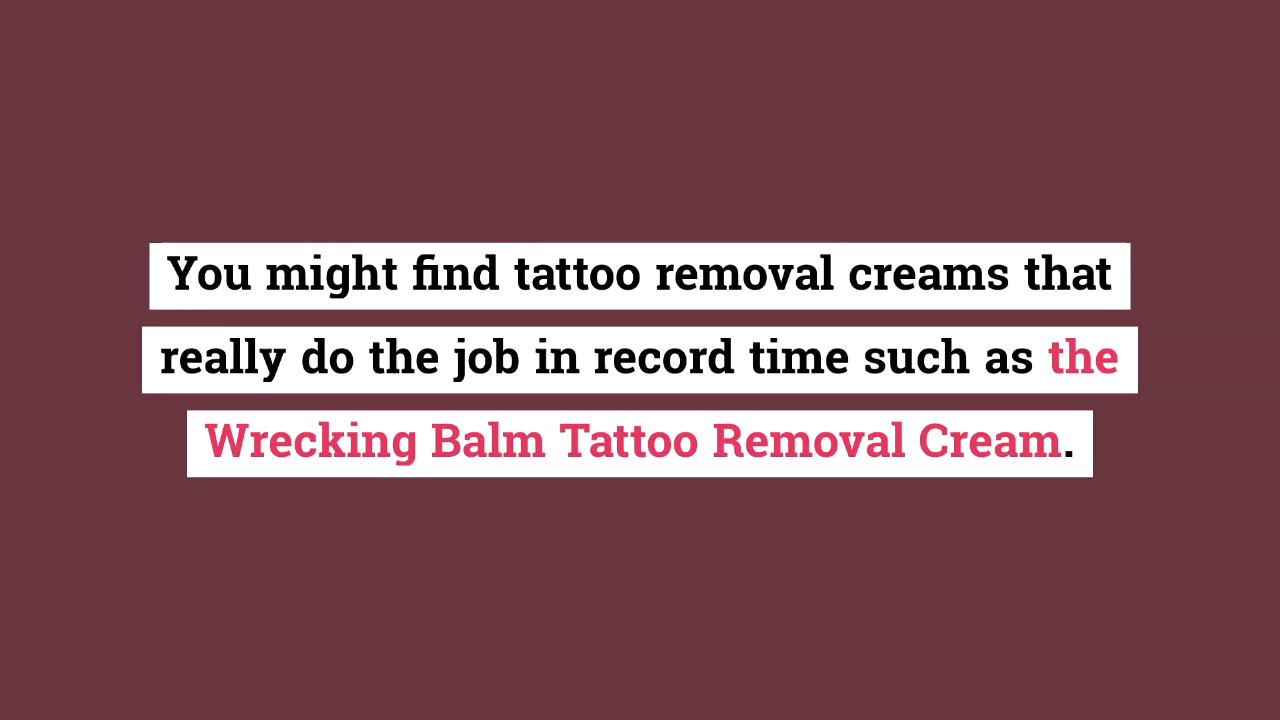 You might find tattoo removal creams that
really do the job in record time such as the
Wrecking Balm Tattoo Removal Cream.